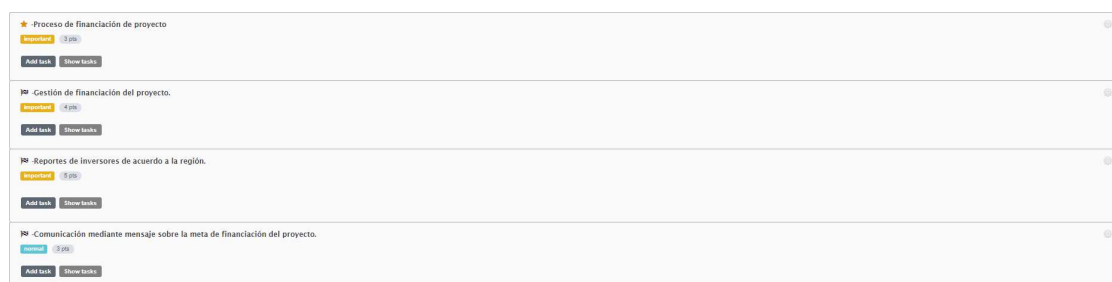 -Proceso de financiación de proyecto
important 3 pts
Add task Show tasks
-Gestión de financiación del proyecto.
important 4 pts
Add task Show tasks
-Reportes de inversores de acuerdo a la región.
important 5 pts
Add task Show tasks
-Comunicación mediante mensaje sobre la meta de financiación del proyecto.
normal 3 pts
Add task Show tasks